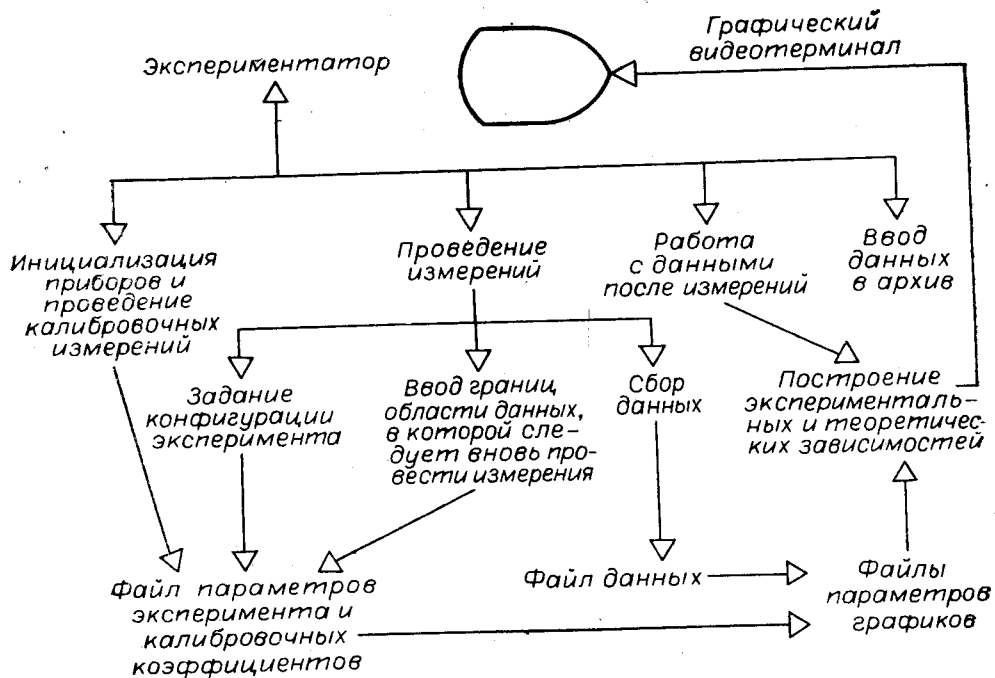 Графический
видеотерминал
Экспериментатор
Инициализация
приборов и
проведение
калибровочных
измерений
Проведение
измерений
Работа
с данными
после измерений
Ввод
данных
в архив
Задание
конфигурации
эксперимента
Ввод границ
области данных,
в которой сле-
дует вновь про-
вести измерения
Сбор
данных
Построение
эксперименталь-
ных и теоретичес-
ких зависимостей
Файл параметров
эксперимента и
калибровочных
коэффициентов
Файл данных
Файлы
параметров
графиков